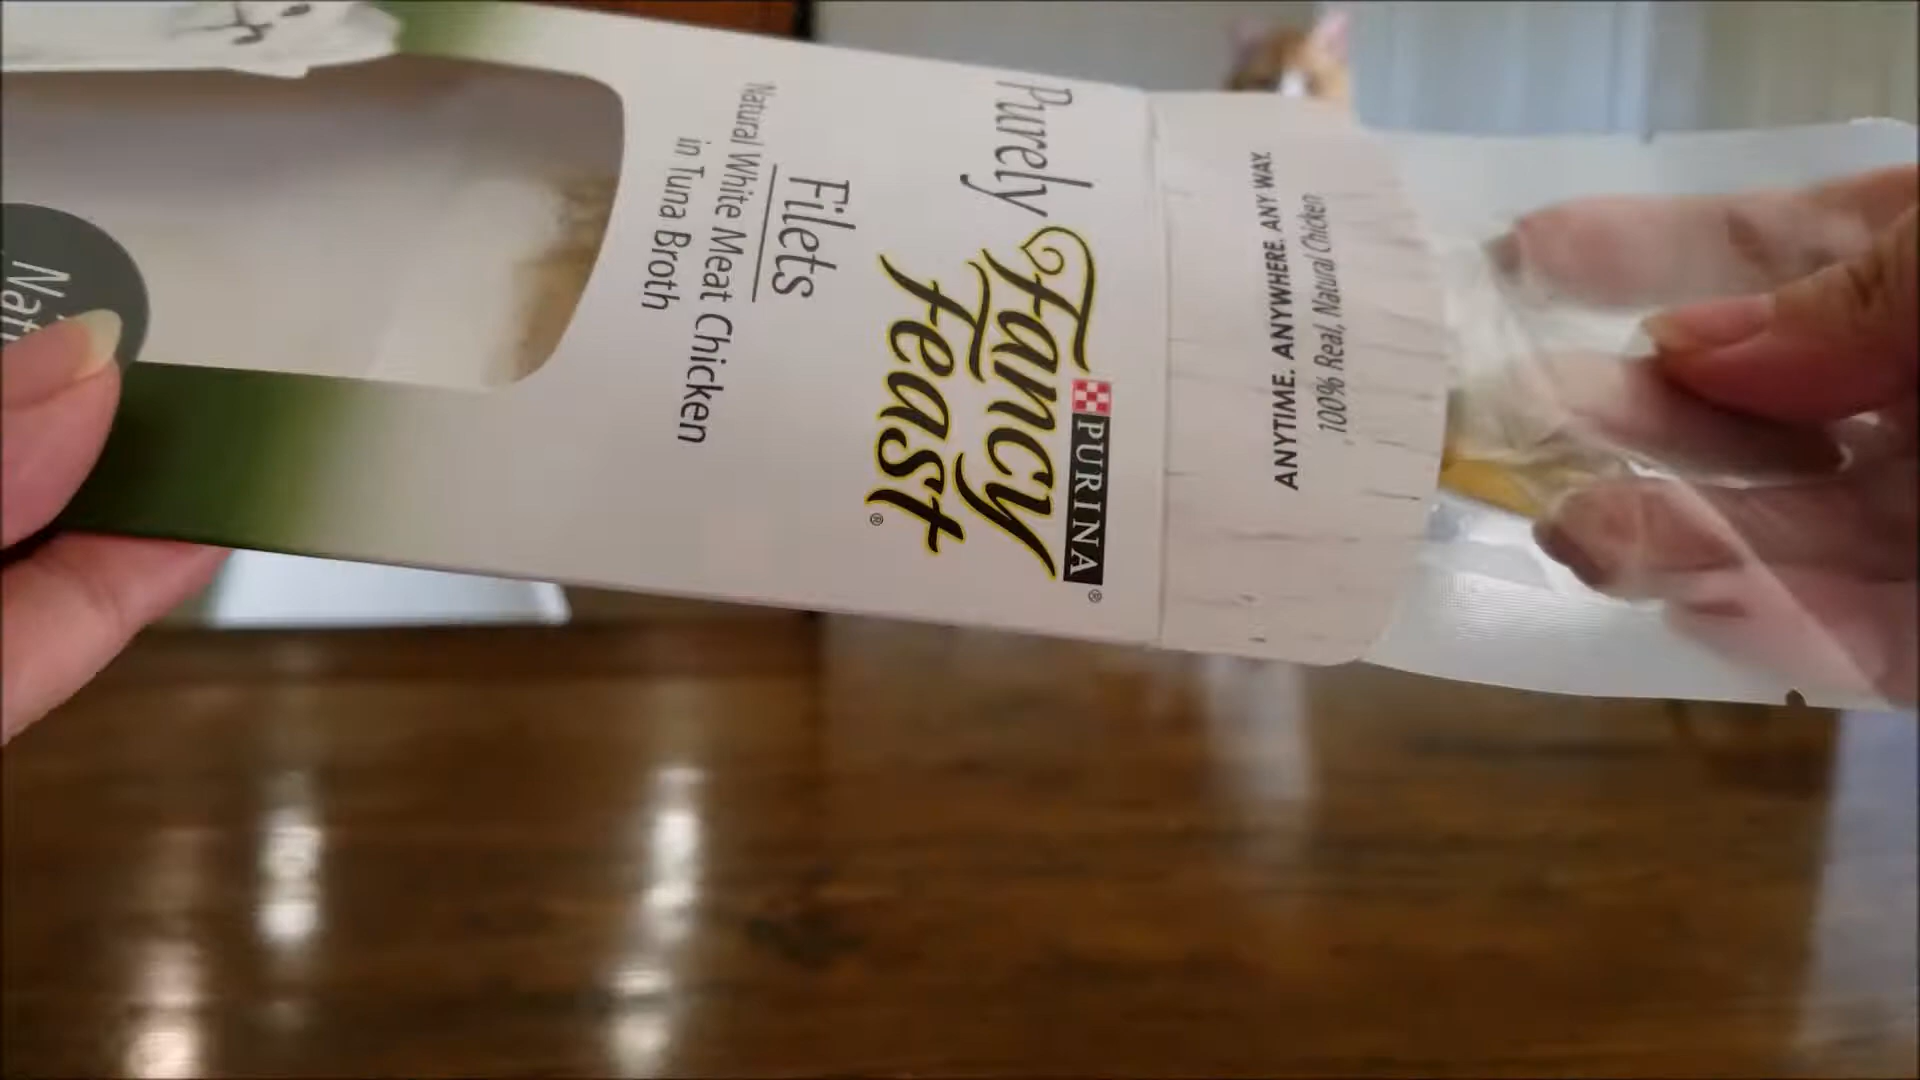 ANYTIME. ANYWHERE. ANY WAY.
100% Real, Natural Chicken
PURINA®
Purely
Fancy
Feast®
Filets
Natural White Meat Chicken
in Tuna Broth